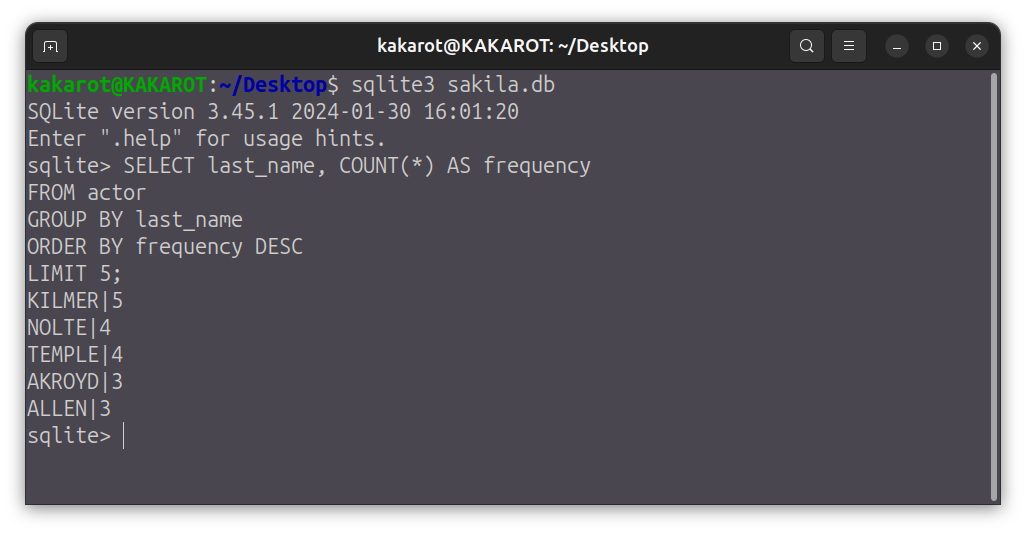 kakarot@KAKAROT: ~/Desktop
kakarot@KAKAROT:~/Desktop$ sqlite3 sakila.db
SQLite version 3.45.1 2024-01-30 16:01:20
Enter ".help" for usage hints.
sqlite> SELECT last_name, COUNT(*) AS frequency
FROM actor
GROUP BY last_name
ORDER BY frequency DESC
LIMIT 5;
KILMER|5
NOLTE|4
TEMPLE|4
AKROYD|3
ALLEN|3
sqlite>